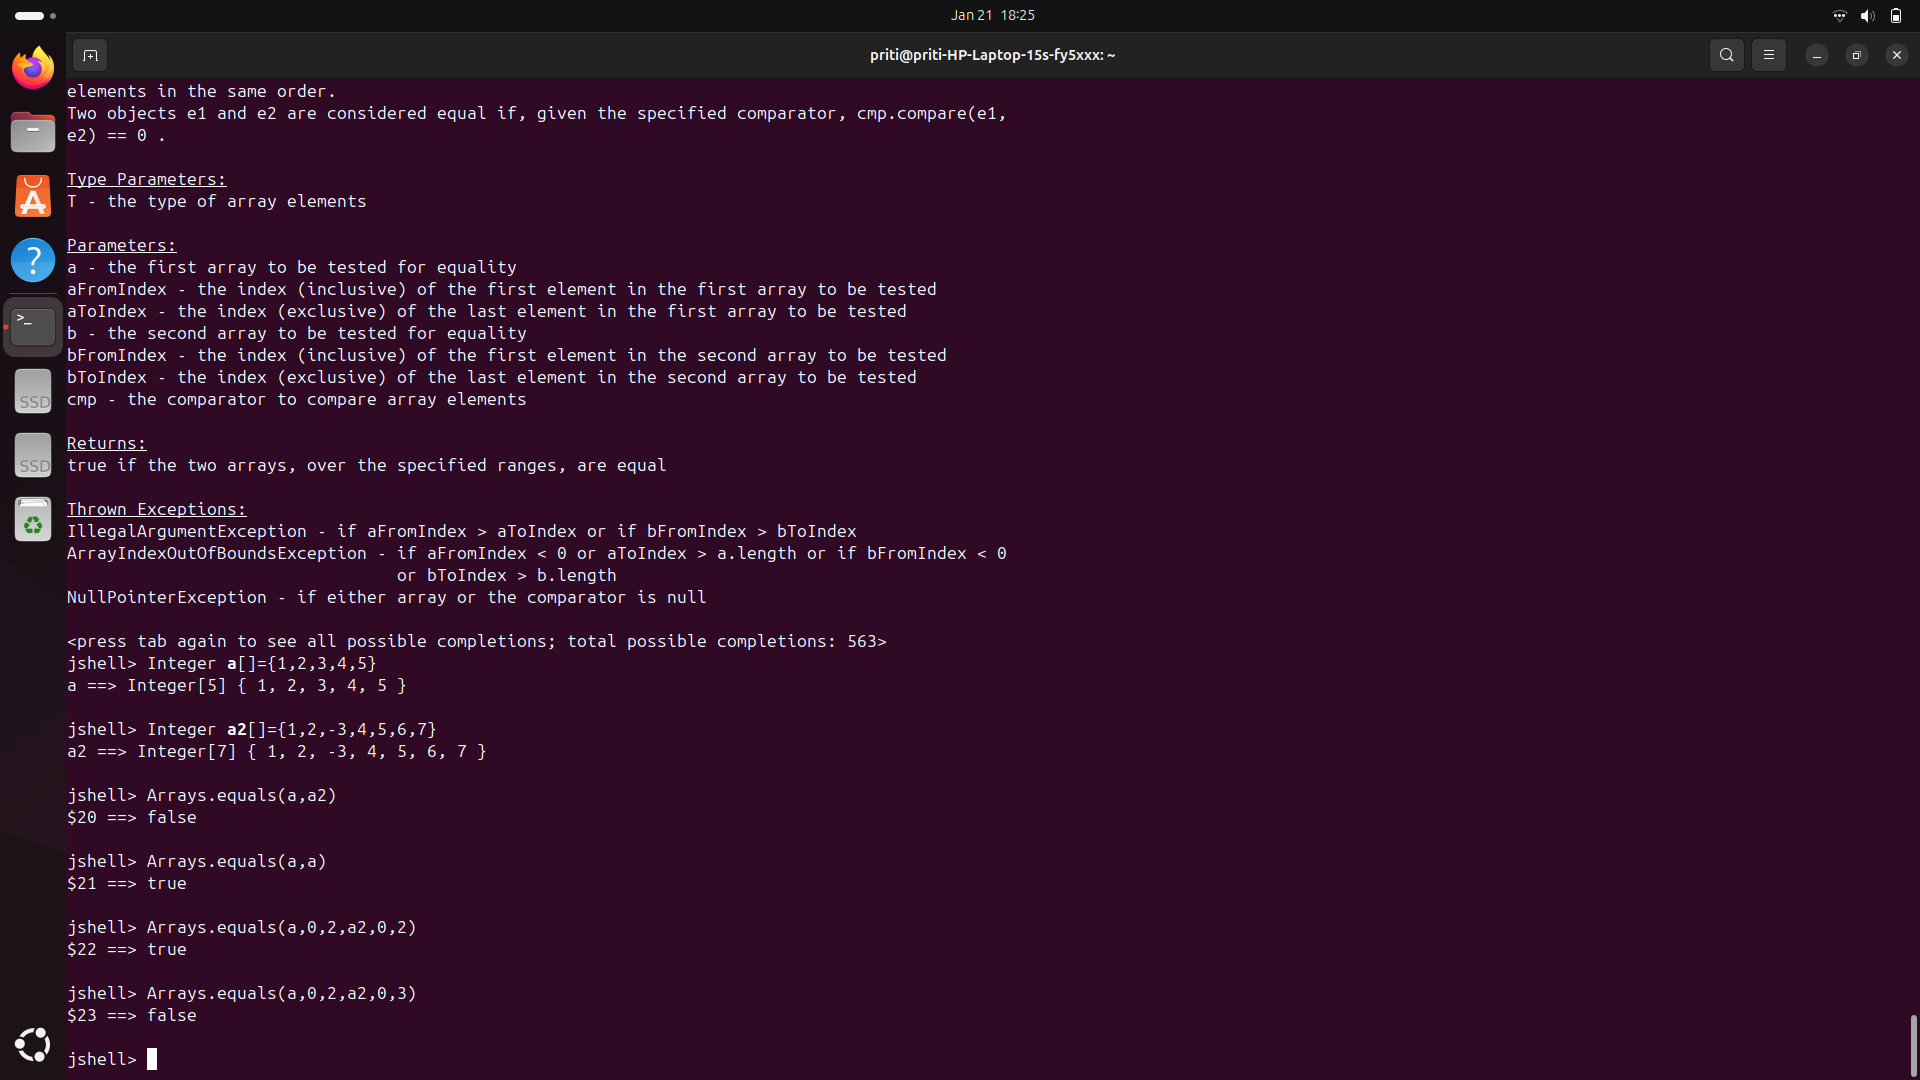 Jan 21 18:25
priti@priti-HP-Laptop-15s-fy5xxx: ~
elements in the same order.
Two objects e1 and e2 are considered equal if, given the specified comparator, cmp.compare(e1,
e2) == 0 .
Type Parameters:
T - the type of array elements
Parameters:
a - the first array to be tested for equality
aFromIndex - the index (inclusive) of the first element in the first array to be tested
aToIndex - the index (exclusive) of the last element in the first array to be tested
b - the second array to be tested for equality
bFromIndex - the index (inclusive) of the first element in the second array to be tested
bToIndex - the index (exclusive) of the last element in the second array to be tested
cmp - the comparator to compare array elements
Returns:
true if the two arrays, over the specified ranges, are equal
Thrown Exceptions:
IllegalArgumentException - if aFromIndex > aToIndex or if bFromIndex > bToIndex
ArrayIndexOutOfBoundsException - if aFromIndex < 0 or aToIndex > a.length or if bFromIndex < 0
or bToIndex > b.length
NullPointerException - if either array or the comparator is null
<press tab again to see all possible completions; total possible completions: 563>
jshell> Integer a[]={1,2,3,4,5}
a ==> Integer[5] { 1, 2, 3, 4, 5 }
jshell> Integer a2[]={1,2,-3,4,5,6,7}
a2 ==> Integer[7] { 1, 2, -3, 4, 5, 6, 7 }
jshell> Arrays.equals(a,a2)
$20 ==> false
jshell> Arrays.equals(a,a)
$21 ==> true
jshell> Arrays.equals(a,0,2,a2,0,2)
$22 ==> true
jshell> Arrays.equals(a,0,2,a2,0,3)
$23 ==> false
jshell>
?
>_
SSD
SSD